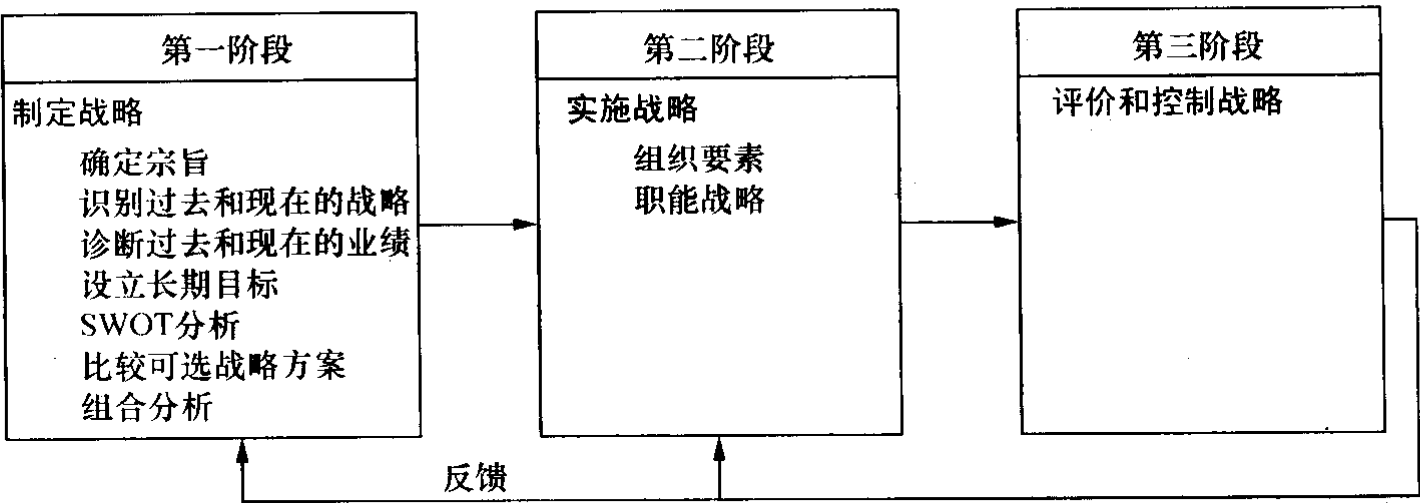 第一阶段
制定战略
确定宗旨
识别过去和现在的战略
诊断过去和现在的业绩
设立长期目标
SWOT分析
比较可选战略方案
组合分析
第二阶段
实施战略
组织要素
职能战略
第三阶段
评价和控制战略
反馈